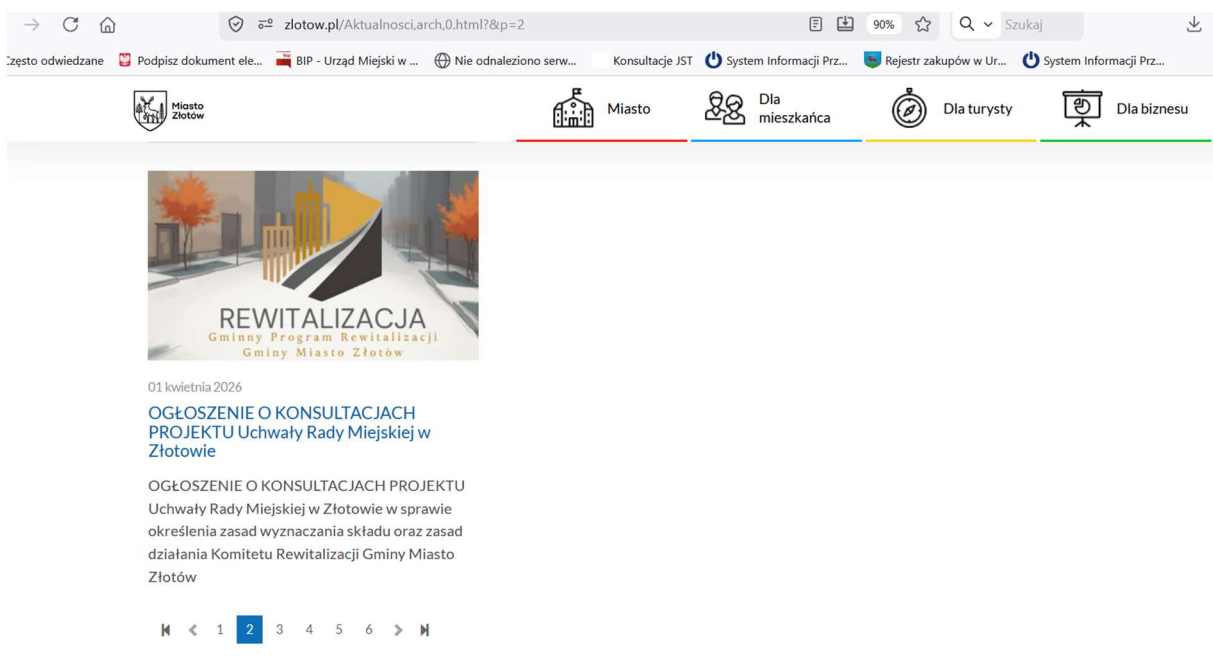 zlotow.pl/Aktualnosci,arch,0.html?&p=2
90%
Szukaj
Często odwiedzane
Podpisz dokument ele...
BIP - Urząd Miejski w ...
Nie odnaleziono serw...
Konsultacje JST
System Informacji Prz...
Rejestr zakupów w Ur...
System Informacji Prz...
Miasto
Złotów
Miasto
Dla
mieszkańca
Dla turysty
Dla biznesu
REWITALIZACJA
Gminny Program Rewitalizacji
Gminy Miasto Złotów
01 kwietnia 2026
OGŁOSZENIE O KONSULTACJACH
PROJEKTU Uchwały Rady Miejskiej w
Złotowie
OGŁOSZENIE O KONSULTACJACH PROJEKTU
Uchwały Rady Miejskiej w Złotowie w sprawie
określenia zasad wyznaczania składu oraz zasad
działania Komitetu Rewitalizacji Gminy Miasto
Złotów
1 2 3 4 5 6